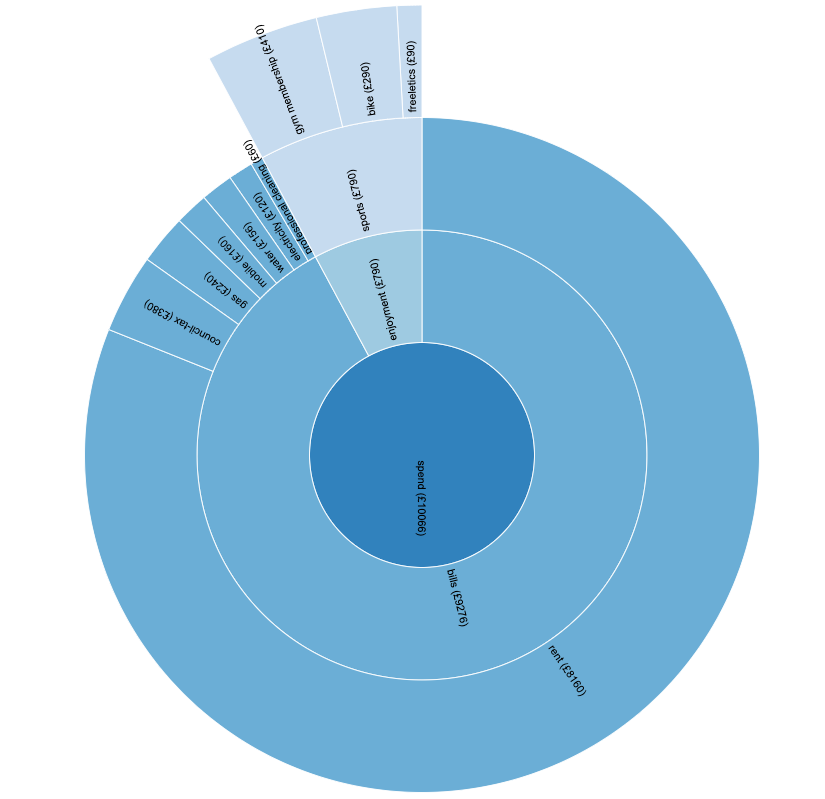 gym membership (£410)
bike (£290)
freeletics (£90)
sports (£790)
enjoyment (£790)
professional cleaning (£60)
electricity (£120)
water (£156)
mobile (£160)
gas (£240)
council-tax (£380)
spend (£10066)
bills (£9276)
rent (£8160)